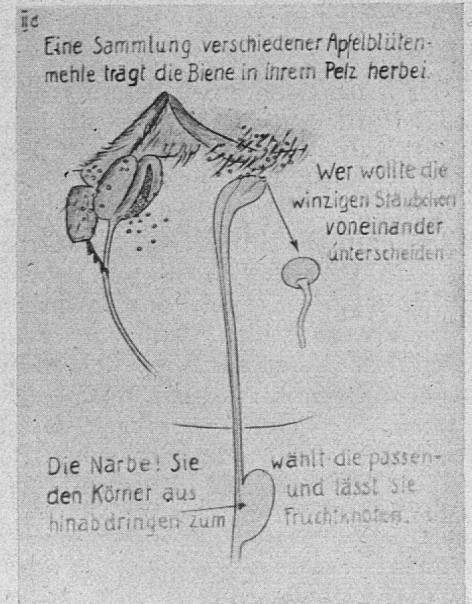 IId
Eine Sammlung verschiedener Apfelblüten-
mehle trägt die Biene in ihrem Pelz herbei.
Wer wollte die
winzigen Stäubchen
voneinander
unterscheiden
Die Narbe! Sie wählt die passen-
den Körner aus und lässt sie
hinabdringen zum Fruchtknoten.